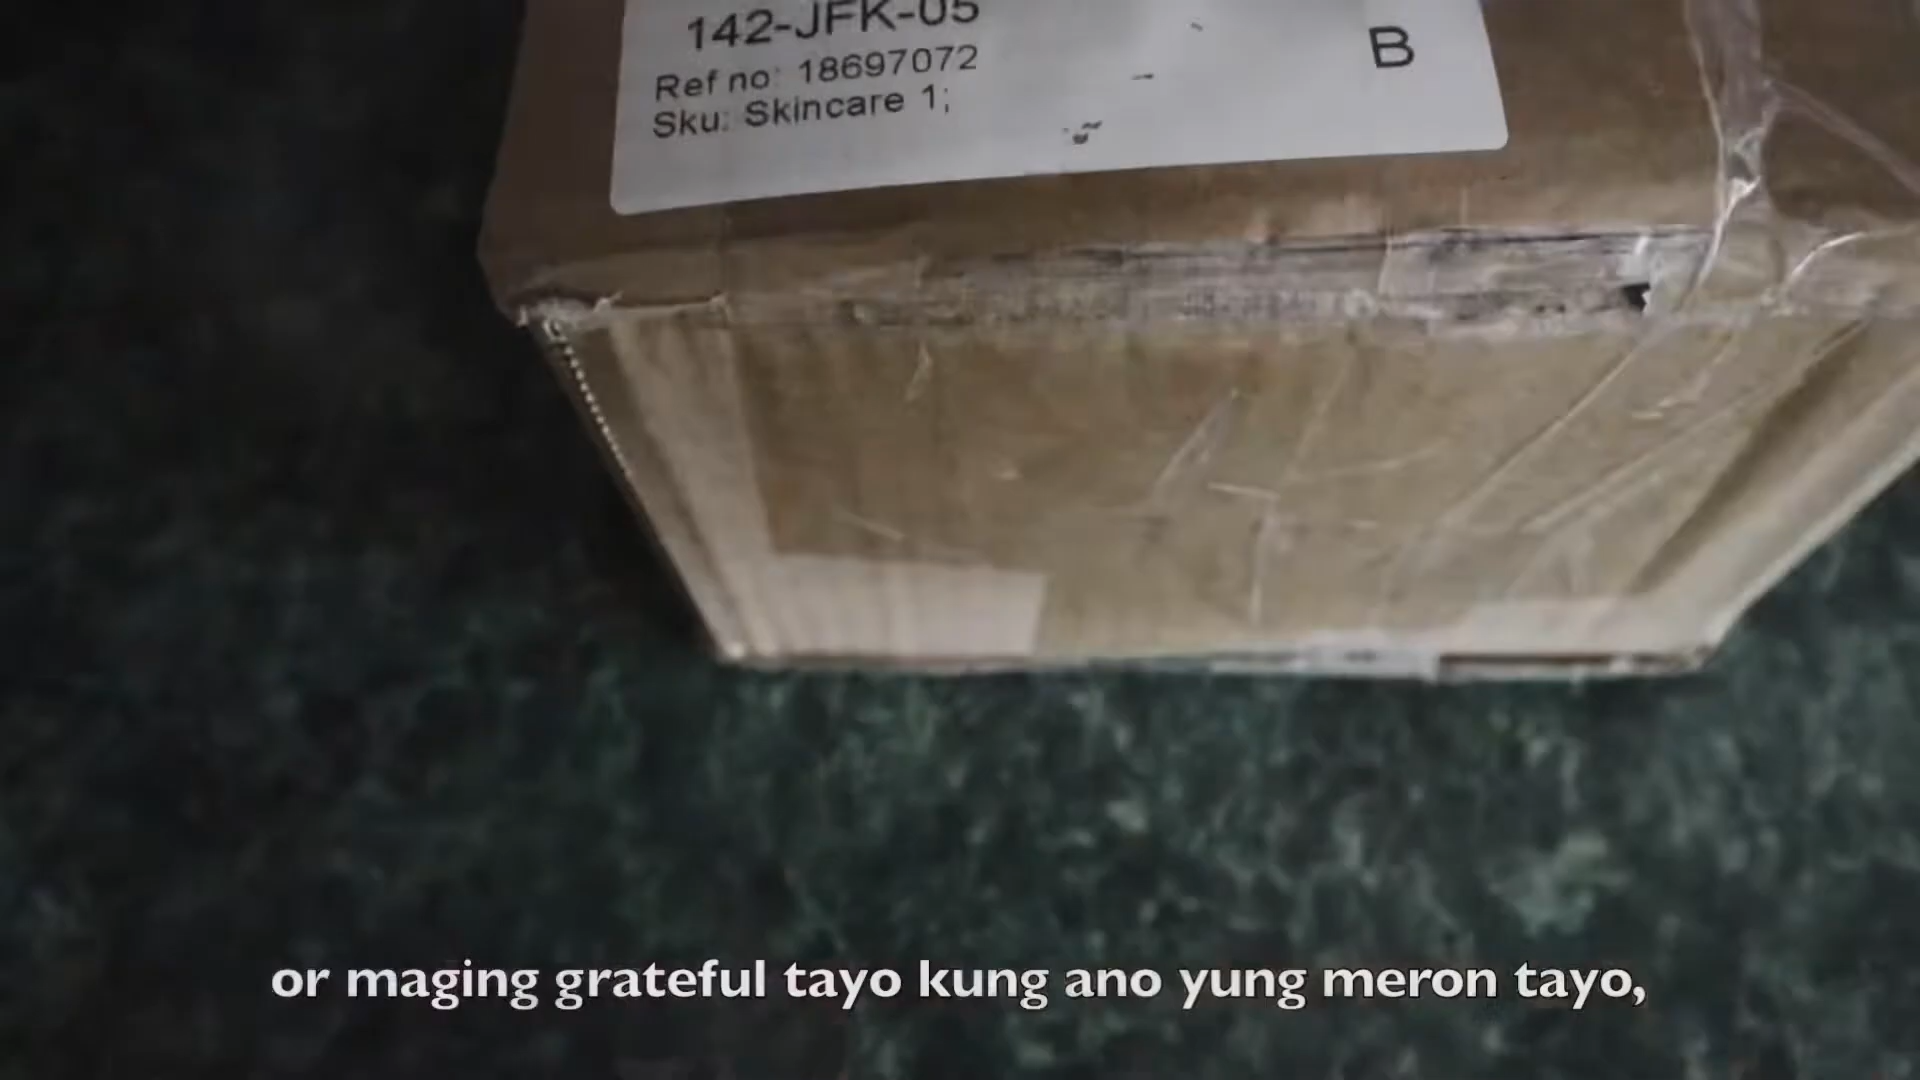 142-JFK-05
B
Ref no: 18697072
Sku: Skincare 1;
or maging grateful tayo kung ano yung meron tayo,